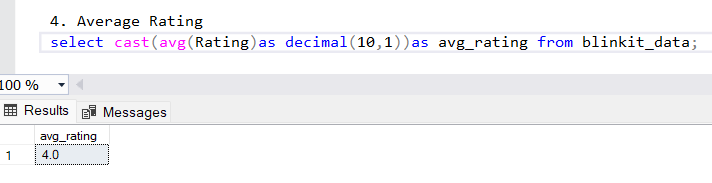 4. Average Rating
select cast(avg(Rating)as decimal(10,1))as avg_rating from blinkit_data;
100 %
Results Messages
avg_rating
1 4.0